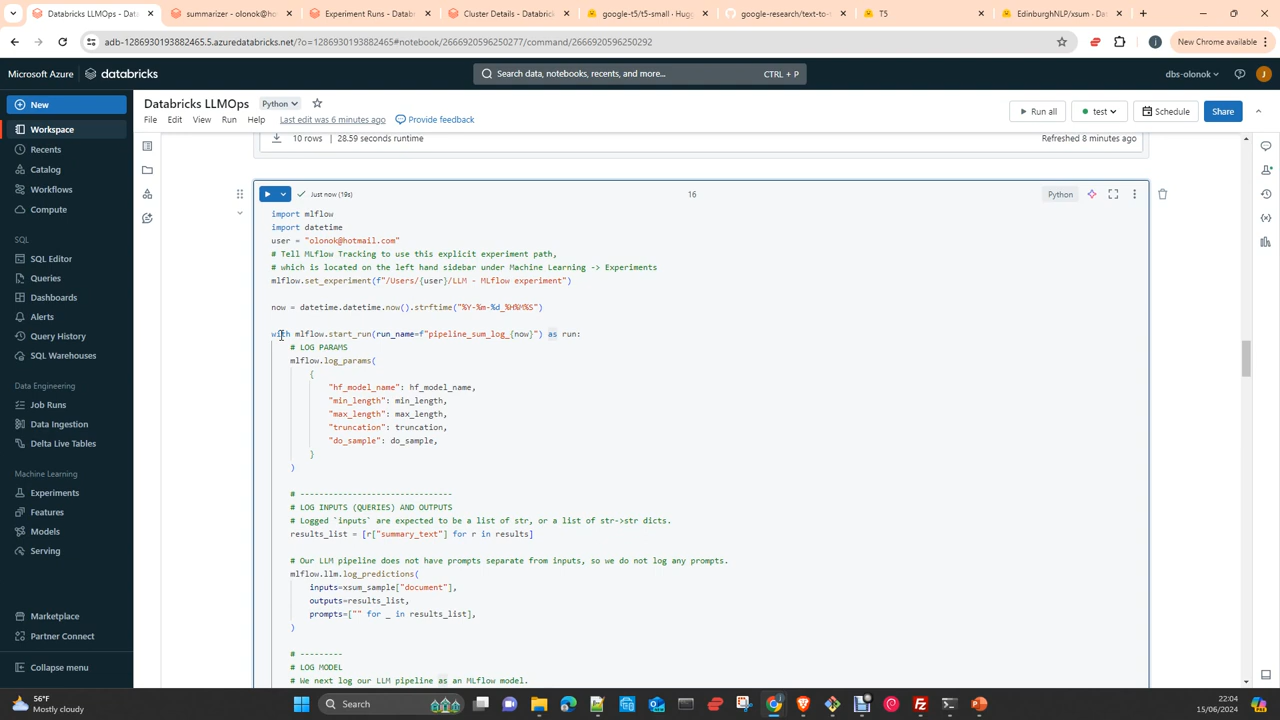 Databricks LLMOps (Python) - D
summarizer - olonok@hotmail.co
Experiment Runs - Databricks
Cluster Details - Databricks
google-t5/t5-small · Hugg
google-research/text-to-t
T5
EdinburghNLP/xsum · Dat
adb-1286930193882465.5.azuredatabricks.net/?o=1286930193882465#notebook/2666920596250277/command/2666920596250292
New Chrome available
Microsoft Azure
databricks
Search data, notebooks, recents, and more...
CTRL + P
dbs-olonok
J
New
Workspace
Recents
Catalog
Workflows
Compute
SQL
SQL Editor
Queries
Dashboards
Alerts
Query History
SQL Warehouses
Data Engineering
Job Runs
Data Ingestion
Delta Live Tables
Machine Learning
Experiments
Features
Models
Serving
Marketplace
Partner Connect
Collapse menu
Databricks LLMOps
Python
File Edit View Run Help
Last edit was 6 minutes ago
Provide feedback
Run all
test
Schedule
Share
10 rows | 28.59 seconds runtime
Refreshed 8 minutes ago
Just now (19s)
16
Python
import mlflow
import datetime
user = "olonok@hotmail.com"
# Tell MLflow Tracking to use this explicit experiment path,
# which is located on the left hand sidebar under Machine Learning -> Experiments
mlflow.set_experiment(f"/Users/{user}/LLM - MLflow experiment")
now = datetime.datetime.now().strftime("%Y-%m-%d_%H%M%S")
with mlflow.start_run(run_name=f"pipeline_sum_log_{now}") as run:
# LOG PARAMS
mlflow.log_params(
{
"hf_model_name": hf_model_name,
"min_length": min_length,
"max_length": max_length,
"truncation": truncation,
"do_sample": do_sample,
}
)
# --------------------------------
# LOG INPUTS (QUERIES) AND OUTPUTS
# Logged `inputs` are expected to be a list of str, or a list of str->str dicts.
results_list = [r["summary_text"] for r in results]
# Our LLM pipeline does not have prompts separate from inputs, so we do not log any prompts.
mlflow.llm.log_predictions(
inputs=xsum_sample["document"],
outputs=results_list,
prompts=["" for _ in results_list],
)
# ---------
# LOG MODEL
# We next log our LLM pipeline as an MLflow model.
56°F
Mostly cloudy
Search
22:04
15/06/2024